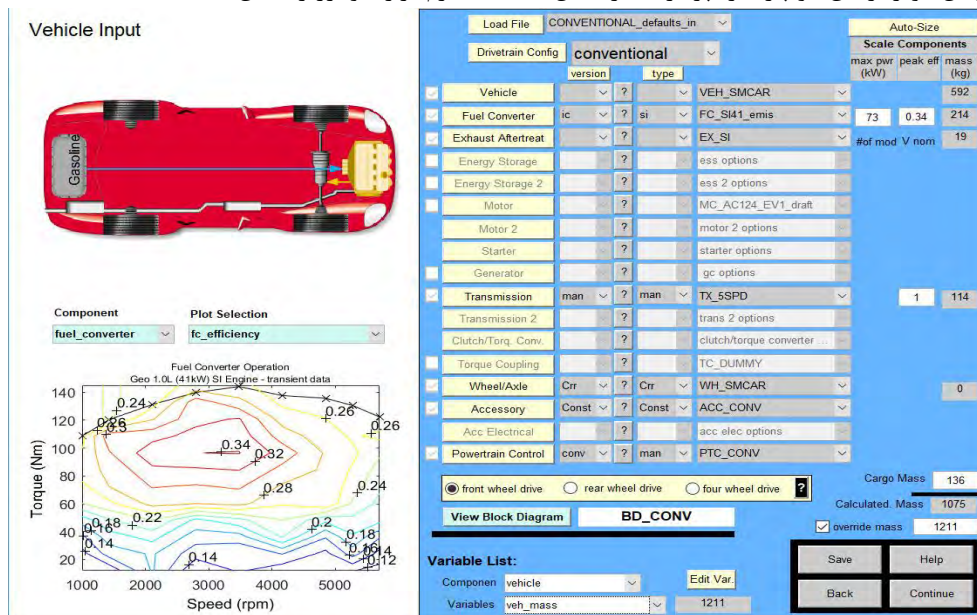 Vehicle Input
Gasoline
Component
Plot Selection
fuel_converter
fc_efficiency
Fuel Converter Operation
Geo 1.0L (41kW) SI Engine - transient data
Torque (Nm)
140
120
100
80
60
40
20
1000 2000 3000 4000 5000
Speed (rpm)
0.24
0.26
0.3
0.26
0.26
0.34
0.32
0.28
0.24
0.22
0.18
0.16
0.14
0.2
0.18
0.16
0.14
0.14
0.12
Load File CONVENTIONAL_defaults_in
Auto-Size
Drivetrain Config conventional
Scale Components
max pwr (kW) peak eff mass (kg)
version type
Vehicle ? VEH_SMCAR 592
Fuel Converter ic ? si FC_SI41_emis 73 0.34 214
Exhaust Aftertreat ? EX_SI 19
#of mod V nom
Energy Storage ? ess options
Energy Storage 2 ? ess 2 options
Motor ? MC_AC124_EV1_draft
Motor 2 ? motor 2 options
Starter ? starter options
Generator ? gc options
Transmission man ? man TX_5SPD 1 114
Transmission 2 ? trans 2 options
Clutch/Torq. Conv. ? clutch/torque converter ...
Torque Coupling ? TC_DUMMY
Wheel/Axle Crr ? Crr WH_SMCAR 0
Accessory Const ? Const ACC_CONV
Acc Electrical ? acc elec options
Powertrain Control conv ? man PTC_CONV
front wheel drive rear wheel drive four wheel drive ?
Cargo Mass 136
Calculated Mass 1075
View Block Diagram BD_CONV
override mass 1211
Variable List:
Componen vehicle Edit Var.
Variables veh_mass 1211
Save Help
Back Continue